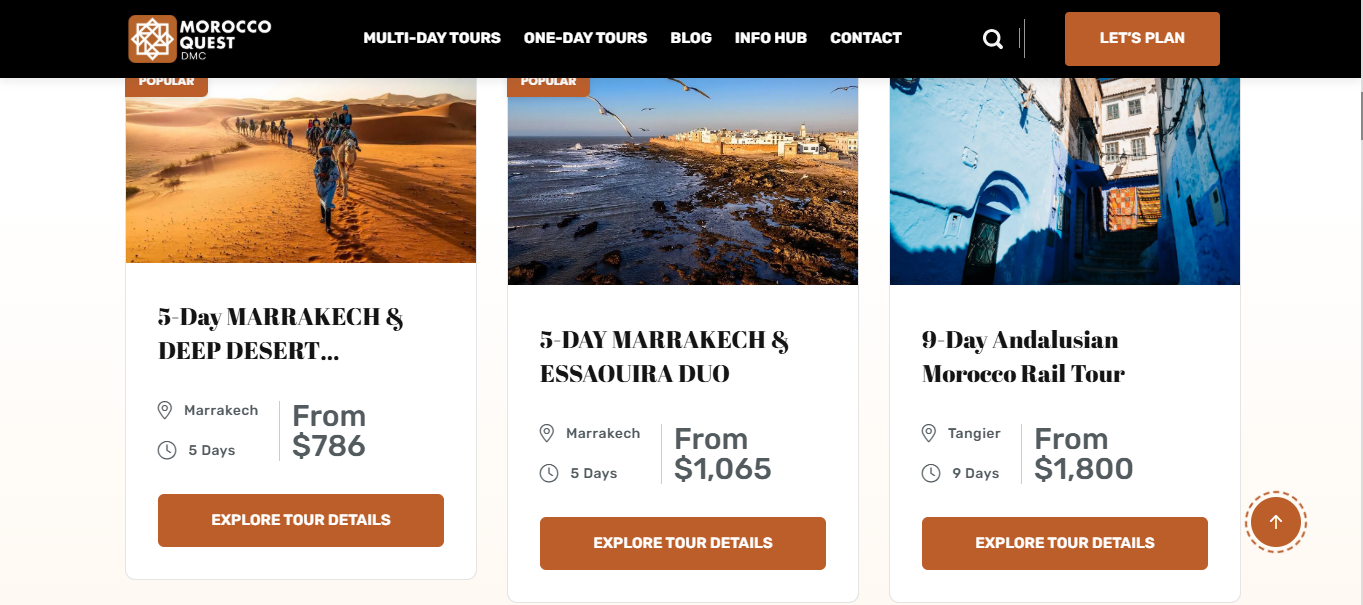 MOROCCO
QUEST
DMC
MULTI-DAY TOURS
ONE-DAY TOURS
BLOG
INFO HUB
CONTACT
LET'S PLAN
POPULAR
5-Day MARRAKECH &
DEEP DESERT...
Marrakech
5 Days
From
$786
EXPLORE TOUR DETAILS
POPULAR
5-DAY MARRAKECH &
ESSAOUIRA DUO
Marrakech
5 Days
From
$1,065
EXPLORE TOUR DETAILS
9-Day Andalusian
Morocco Rail Tour
Tangier
9 Days
From
$1,800
EXPLORE TOUR DETAILS